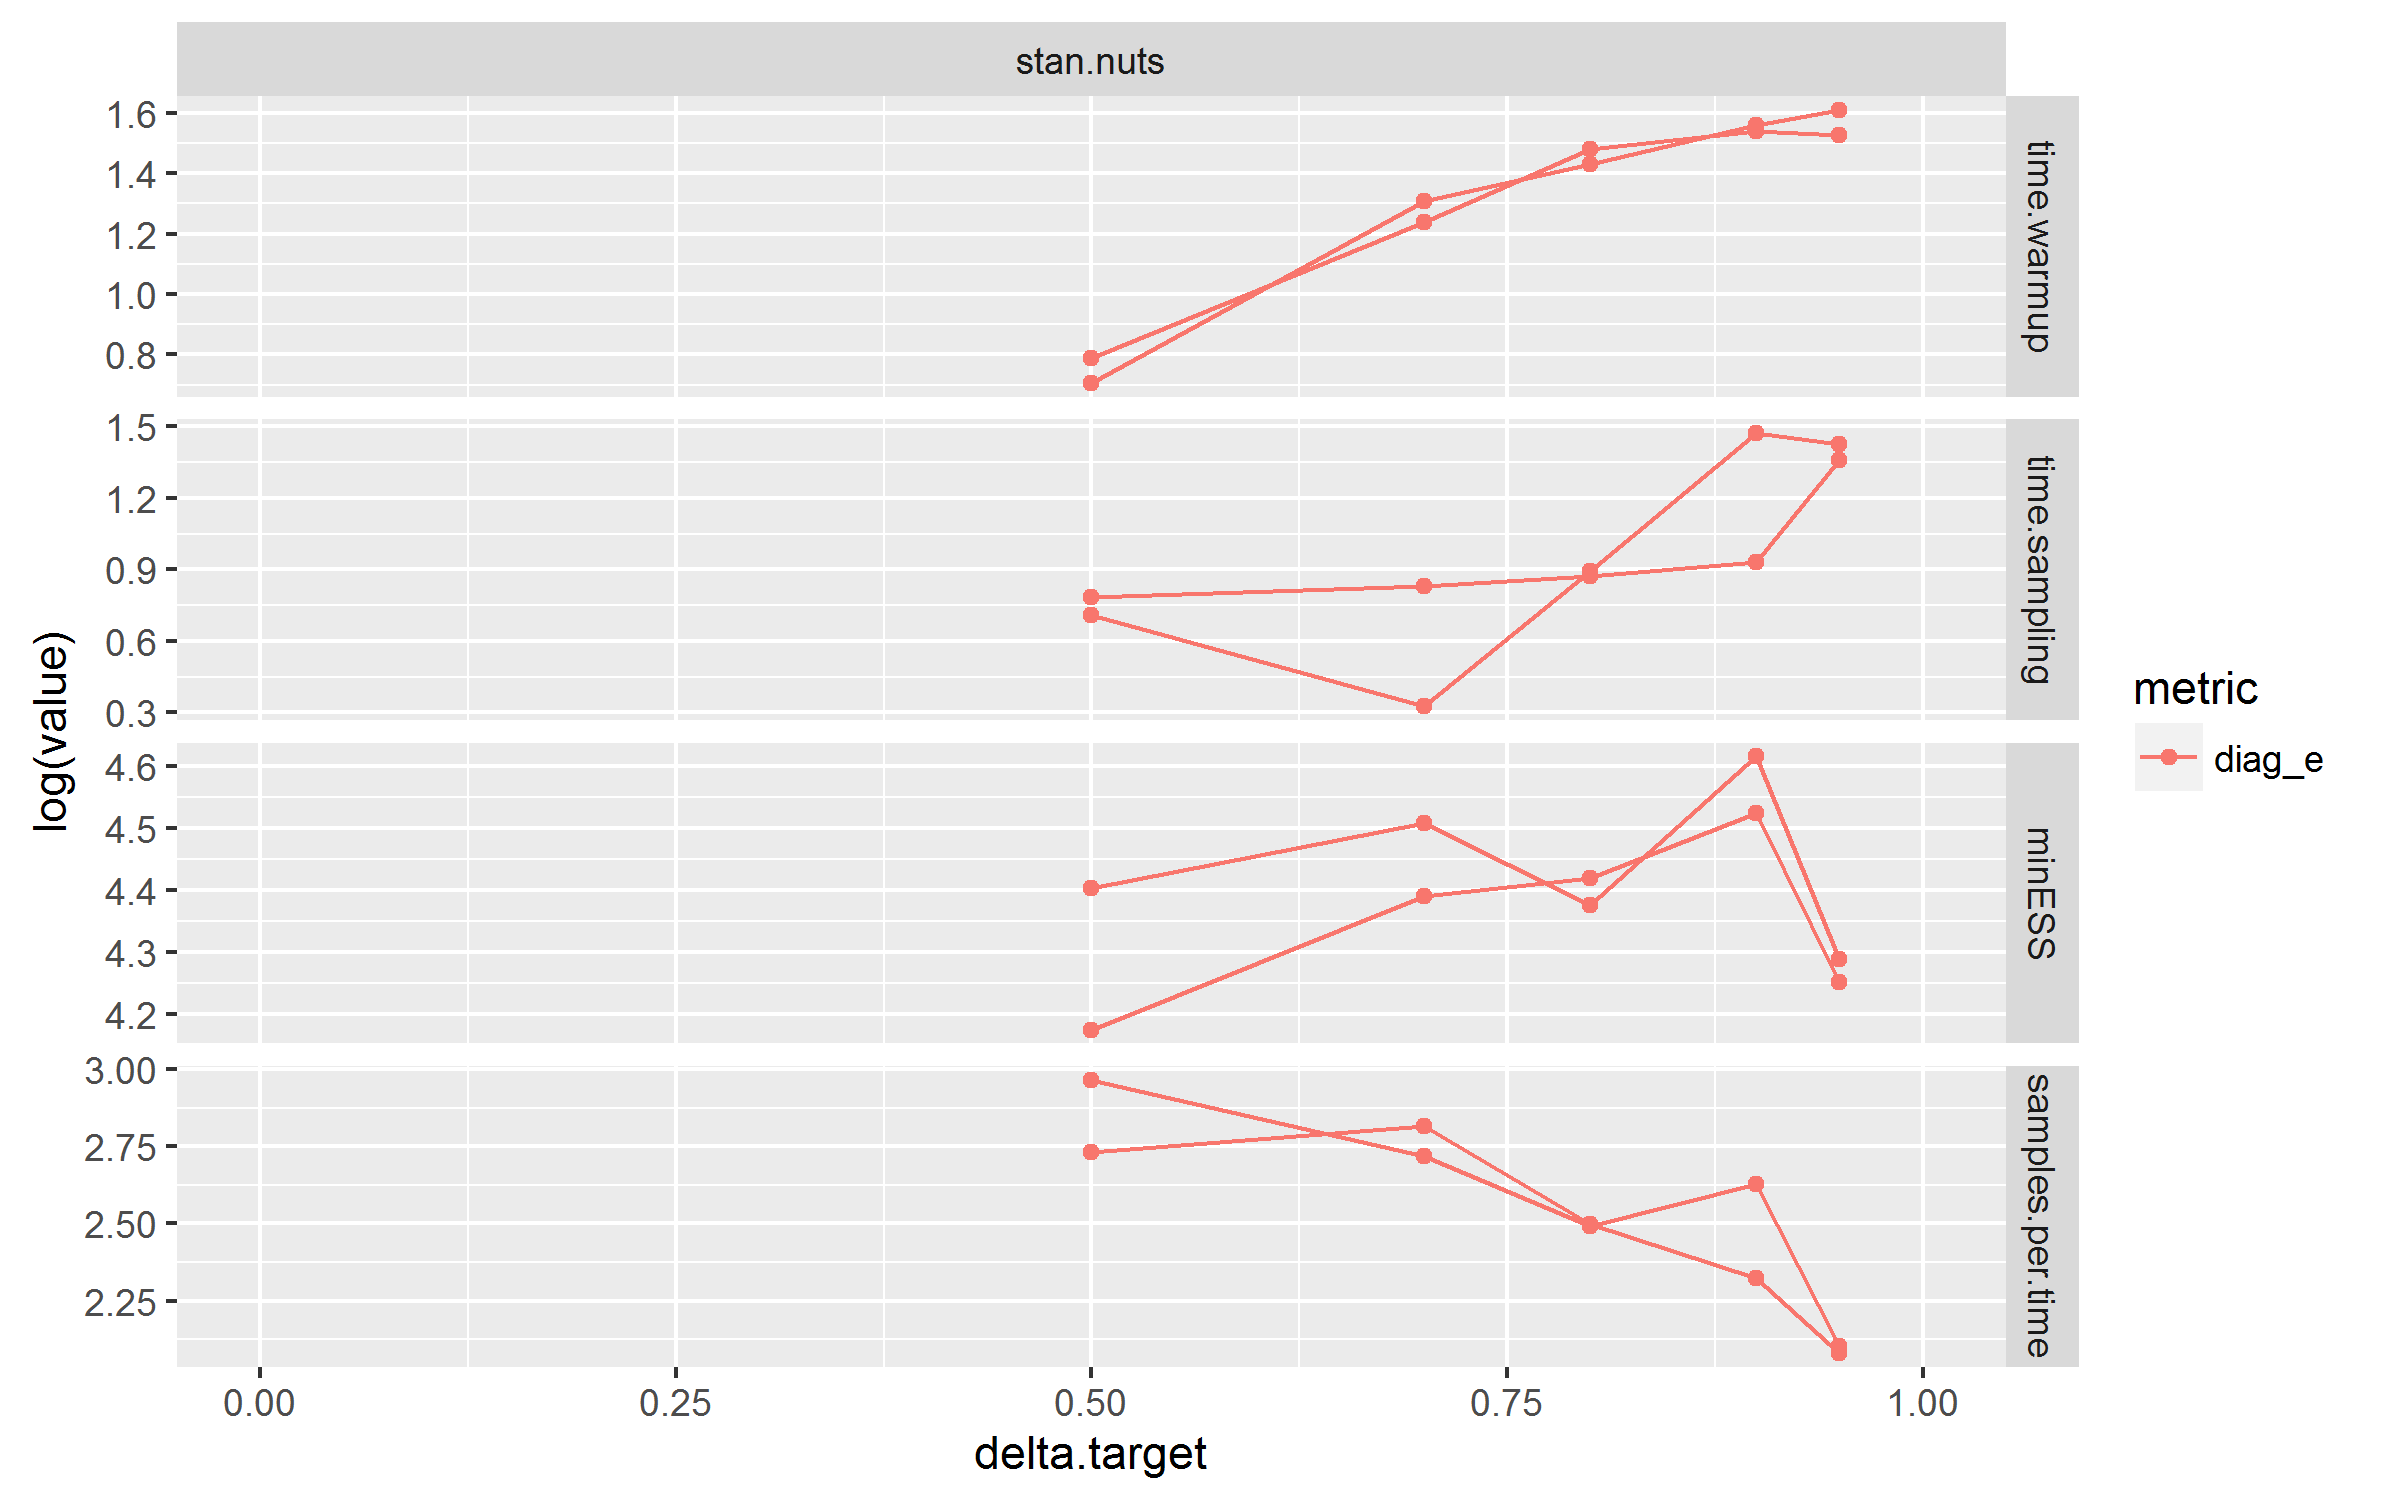 stan.nuts
1.6
1.4
1.2
1.0
0.8
time.warmup
1.5
1.2
0.9
0.6
0.3
time.sampling
4.6
4.5
4.4
4.3
4.2
minESS
3.00
2.75
2.50
2.25
samples.per.time
0.00 0.25 0.50 0.75 1.00
delta.target
log(value)
metric
diag_e